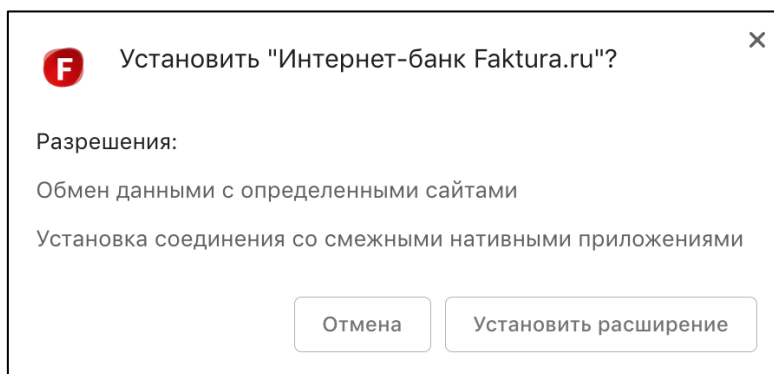 F
Установить "Интернет-банк Faktura.ru"?
Разрешения:
Обмен данными с определенными сайтами
Установка соединения со смежными нативными приложениями
Отмена
Установить расширение